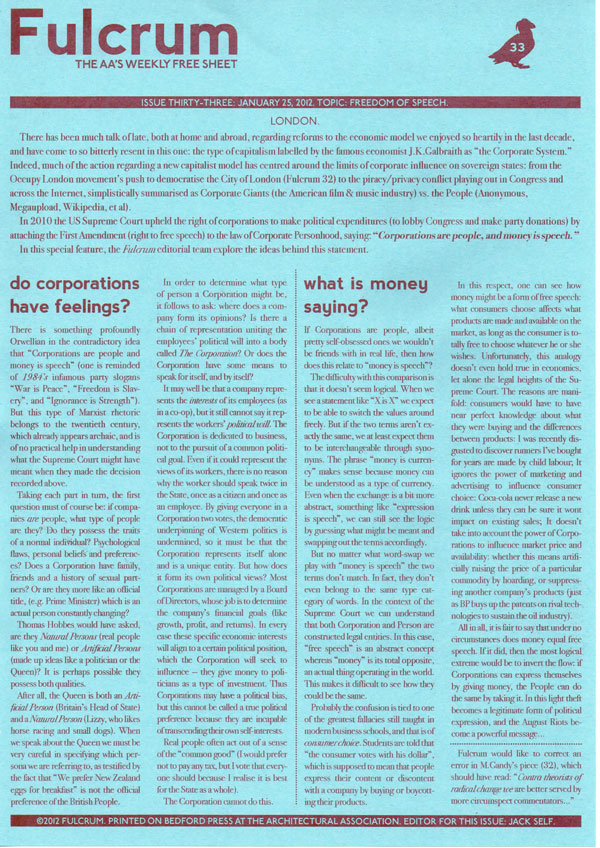 Fulcrum
THE AA'S WEEKLY FREE SHEET
33
ISSUE THIRTY-THREE: JANUARY 25, 2012. TOPIC: FREEDOM OF SPEECH.
LONDON.
There has been much talk of late, both at home and abroad, regarding reforms to the economic model we enjoyed so heartily in the last decade,
and have come to so bitterly resent in this one: the type of capitalism labelled by the famous economist J.K.Galbraith as "the Corporate System."
Indeed, much of the action regarding a new capitalist model has centred around the limits of corporate influence on sovereign states: from the
Occupy London movement's push to democratise the City of London (Fulcrum 32) to the piracy/privacy conflict playing out in Congress and
across the Internet, simplistically summarised as Corporate Giants (the American film & music industry) vs. the People (Anonymous,
Megaupload, Wikipedia, et al).
In 2010 the US Supreme Court upheld the right of corporations to make political expenditures (to lobby Congress and make party donations) by
attaching the First Amendment (right to free speech) to the law of Corporate Personhood, saying: "Corporations are people, and money is speech."
In this special feature, the Fulcrum editorial team explore the ideas behind this statement.
do corporations
have feelings?
There is something profoundly
Orwellian in the contradictory idea
that "Corporations are people and
money is speech" (one is reminded
of 1984's infamous party slogans
"War is Peace", "Freedom is Slav-
ery", and "Ignorance is Strength").
But this type of Marxist rhetoric
belongs to the twentieth century,
which already appears archaic, and is
of no practical help in understanding
what the Supreme Court might have
meant when they made the decision
recorded above.
Taking each part in turn, the first
question must of course be: if compa-
nies are people, what type of people
are they? Do they possess the traits
of a normal individual? Psychological
flaws, personal beliefs and preferenc-
es? Does a Corporation have family,
friends and a history of sexual part-
ners? Or are they more like an official
title, (e.g. Prime Minister) which is an
actual person constantly changing?
Thomas Hobbes would have asked,
are they Natural Persons (real people
like you and me) or Artificial Persons
(made up ideas like a politician or the
Queen)? It is perhaps possible they
possess both qualities.
After all, the Queen is both an Arti-
ficial Person (Britain's Head of State)
and a Natural Person (Lizzy, who likes
horse racing and small dogs). When
we speak about the Queen we must be
very careful in specifying which per-
sona we are referring to, as testified by
the fact that "We prefer New Zealand
eggs for breakfast" is not the official
preference of the British People.
In order to determine what type
of person a Corporation might be,
it follows to ask: where does a com-
pany form its opinions? Is there a
chain of representation uniting the
employees' political will into a body
called The Corporation? Or does the
Corporation have some means to
speak for itself, and by itself?
It may well be that a company repre-
sents the interests of its employees (as
in a co-op), but it still cannot say it rep-
resents the workers' political will. The
Corporation is dedicated to business,
not to the pursuit of a common politi-
cal goal. Even if it could represent the
views of its workers, there is no reason
why the worker should speak twice in
the State, once as a citizen and once as
an employee. By giving everyone in a
Corporation two votes, the democratic
underpinning of Western politics is
undermined, so it must be that the
Corporation represents itself alone
and is a unique entity. But how does
it form its own political views? Most
Corporations are managed by a Board
of Directors, whose job is to determine
the company's financial goals (like
growth, profit, and returns). In every
case these specific economic interests
will align to a certain political position,
which the Corporation will seek to
influence – they give money to poli-
ticians as a type of investment. Thus
Corporations may have a political bias,
but this cannot be called a true political
preference because they are incapable
of transcending their own self-interests.
Real people often act out of a sense
of the "common good" (I would prefer
not to pay any tax, but I vote that every-
one should because I realise it is best
for the State as a whole).
The Corporation cannot do this.
what is money
saying?
If Corporations are people, albeit
pretty self-obsessed ones we wouldn't
be friends with in real life, then how
does this relate to "money is speech"?
The difficulty with this comparison is
that it doesn't seem logical. When we
see a statement like "X is X" we expect
to be able to switch the values around
freely. But if the two terms aren't ex-
actly the same, we at least expect them
to be interchangeable through syno-
nyms. The phrase "money is curren-
cy" makes sense because money can
be understood as a type of currency.
Even when the exchange is a bit more
abstract, something like "expression
is speech", we can still see the logic
by guessing what might be meant and
swapping out the terms accordingly.
But no matter what word-swap we
play with "money is speech" the two
terms don't match. In fact, they don't
even belong to the same type cat-
egory of words. In the context of the
Supreme Court we can understand
that both Corporation and Person are
constructed legal entities. In this case,
"free speech" is an abstract concept
whereas "money" is its total opposite,
an actual thing operating in the world.
This makes it difficult to see how they
could be the same.
Probably the confusion is tied to one
of the greatest fallacies still taught in
modern business schools, and that is of
consumer choice. Students are told that
"the consumer votes with his dollar",
which is supposed to mean that people
express their content or discontent
with a company by buying or boycott-
ing their products.
In this respect, one can see how
money might be a form of free speech:
what consumers choose affects what
products are made and available on the
market, as long as the consumer is to-
tally free to choose whatever he or she
wishes. Unfortunately, this analogy
doesn't even hold true in economics,
let alone the legal heights of the Su-
preme Court. The reasons are mani-
fold: consumers would have to have
near perfect knowledge about what
they were buying and the differences
between products: I was recently dis-
gusted to discover runners I've bought
for years are made by child labour; It
ignores the power of marketing and
advertising to influence consumer
choice: Coca-cola never release a new
drink unless they can be sure it wont
impact on existing sales; It doesn't
take into account the power of Corpo-
rations to influence market price and
availability: whether this means artifi-
cially raising the price of a particular
commodity by hoarding, or suppress-
ing another company's products (just
as BP buys up the patents on rival tech-
nologies to sustain the oil industry).
All in all, it is fair to say that under no
circumstances does money equal free
speech. If it did, then the most logical
extreme would be to invert the flow: if
Corporations can express themselves
by giving money, the People can do
the same by taking it. In this light theft
becomes a legitimate form of political
expression, and the August Riots be-
come a powerful message...
Fulcrum would like to correct an
error in M.Gandy's piece (32), which
should have read: "Contra theorists of
radical change we are better served by
more circumspect commentators..."
©2012 FULCRUM. PRINTED ON BEDFORD PRESS AT THE ARCHITECTURAL ASSOCIATION. EDITOR FOR THIS ISSUE: JACK SELF.